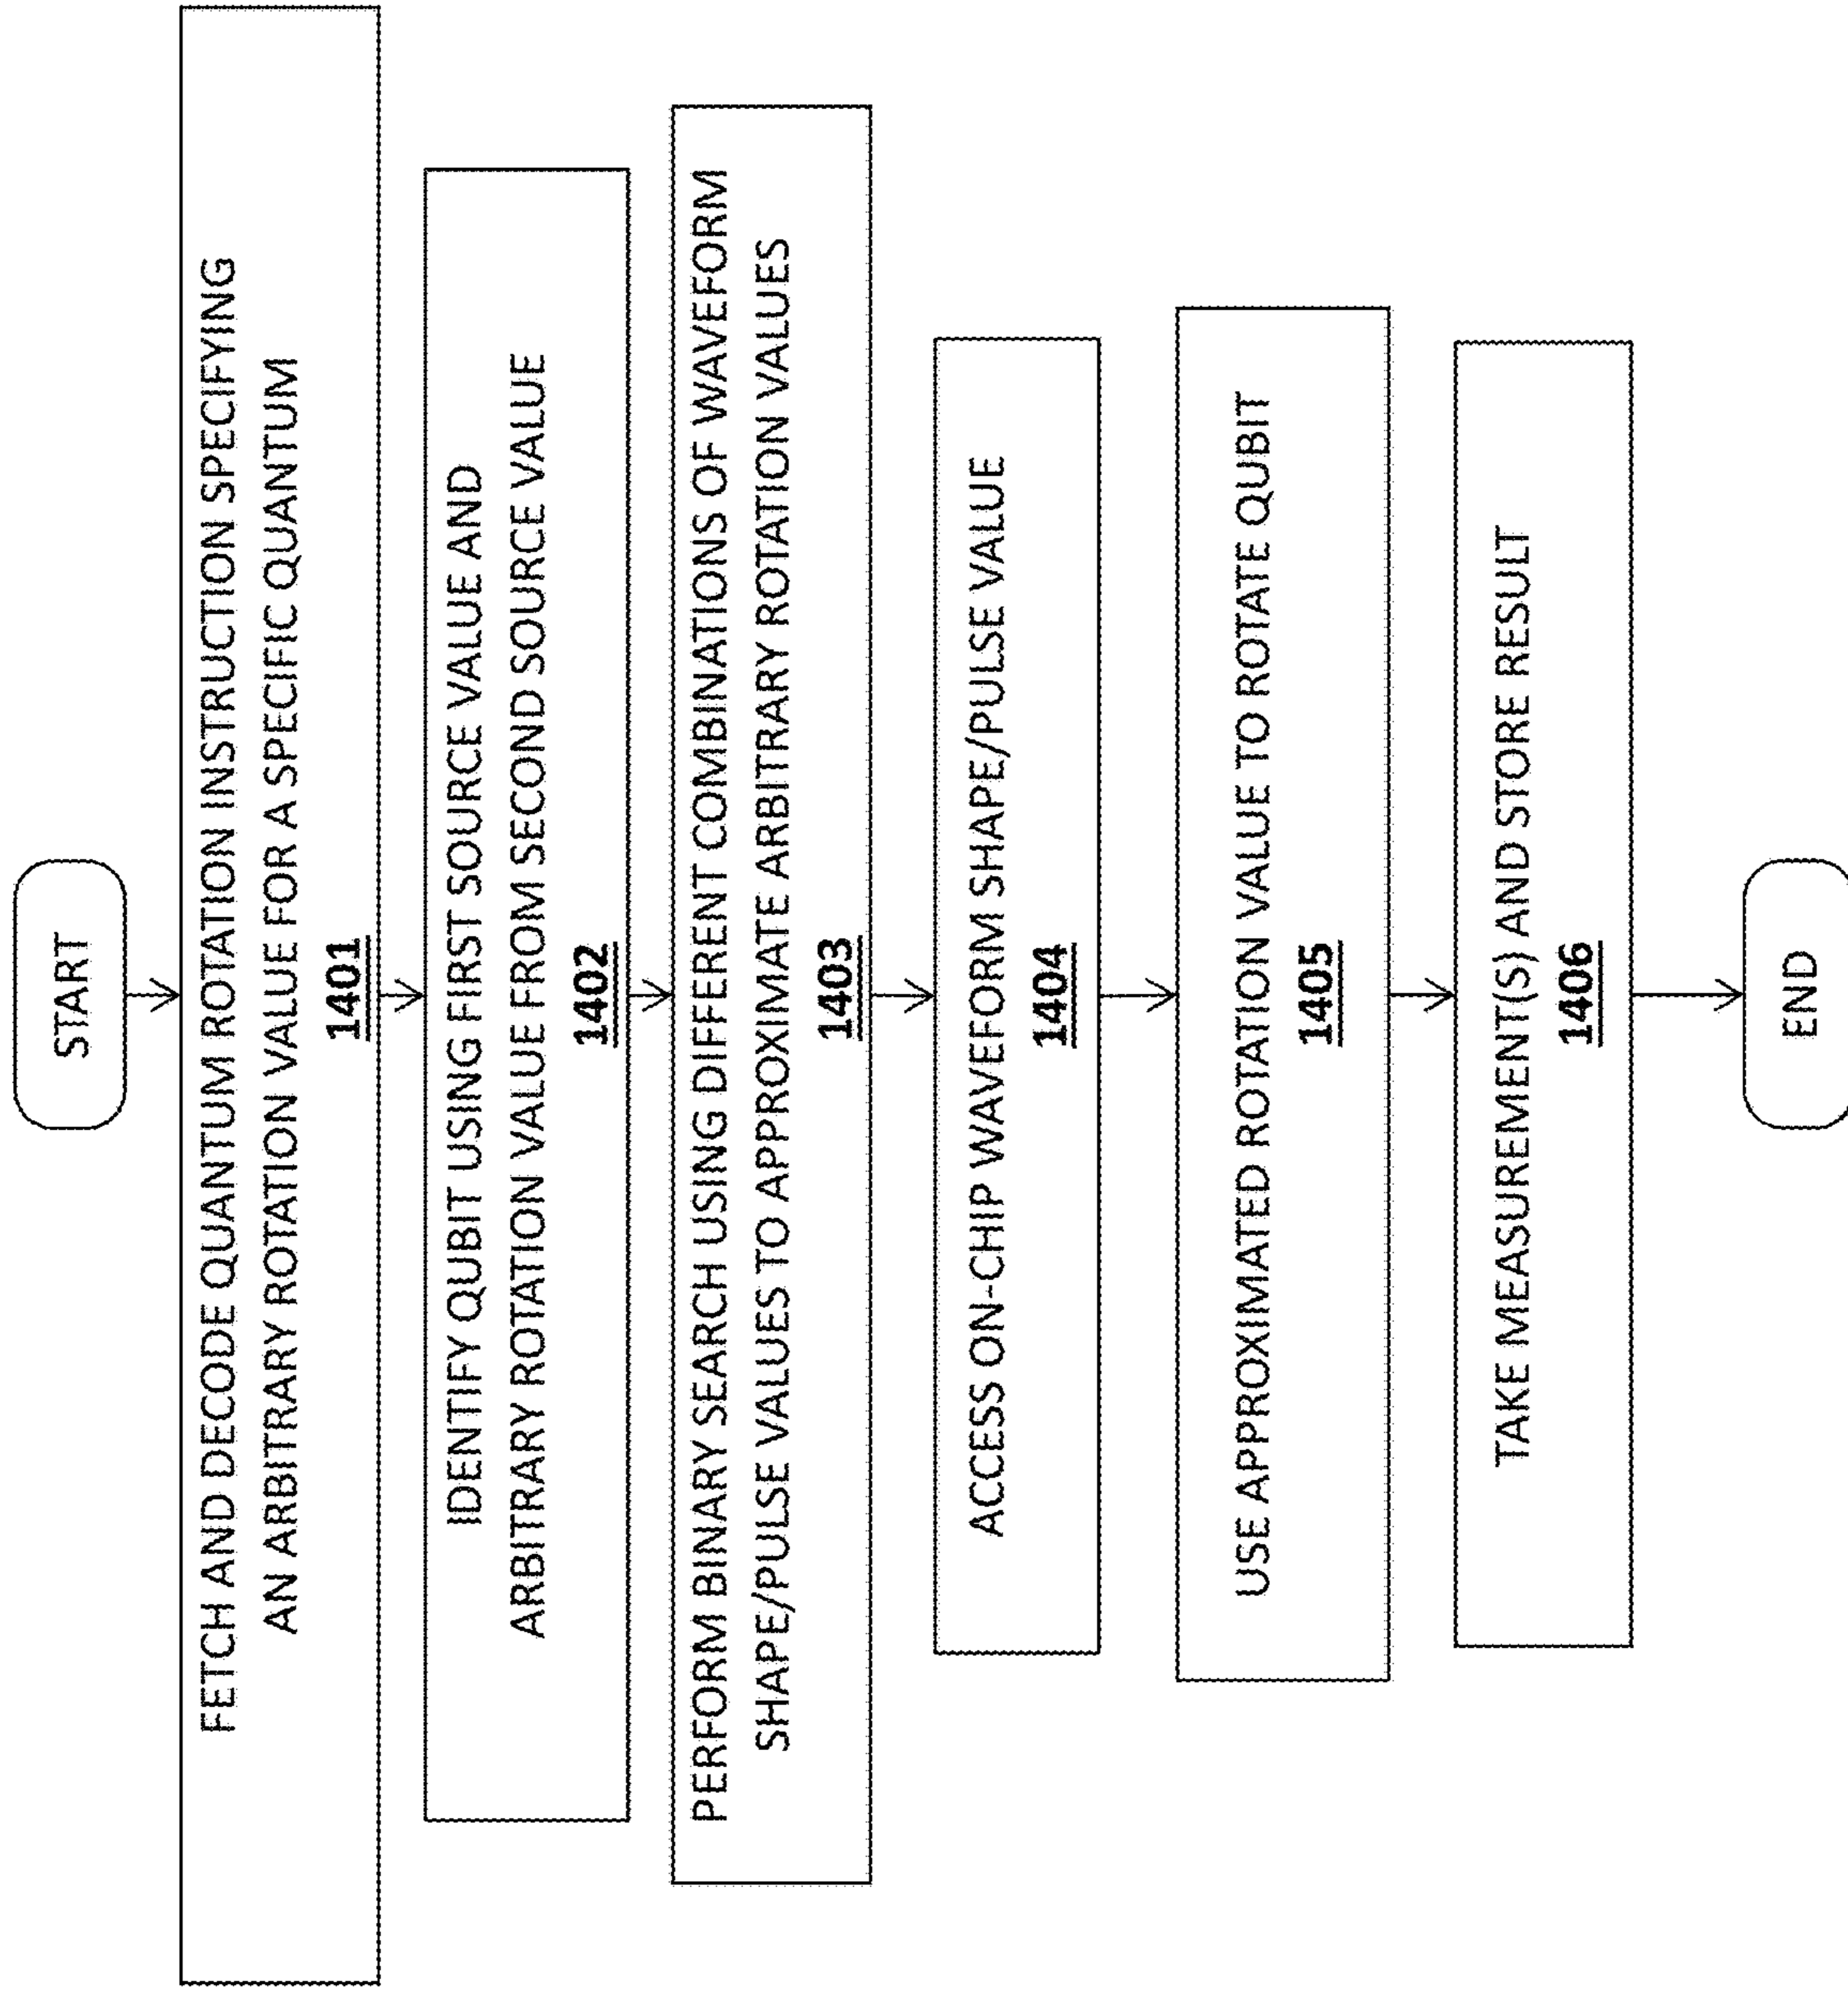 START
FETCH AND DECODE QUANTUM ROTATION INSTRUCTION SPECIFYING
AN ARBITRARY ROTATION VALUE FOR A SPECIFIC QUANTUM
1401
IDENTIFY QUBIT USING FIRST SOURCE VALUE AND
ARBITRARY ROTATION VALUE FROM SECOND SOURCE VALUE
1402
PERFORM BINARY SEARCH USING DIFFERENT COMBINATIONS OF WAVEFORM
SHAPE/PULSE VALUES TO APPROXIMATE ARBITRARY ROTATION VALUES
1403
ACCESS ON-CHIP WAVEFORM SHAPE/PULSE VALUE
1404
USE APPROXIMATED ROTATION VALUE TO ROTATE QUBIT
1405
TAKE MEASUREMENT(S) AND STORE RESULT
1406
END